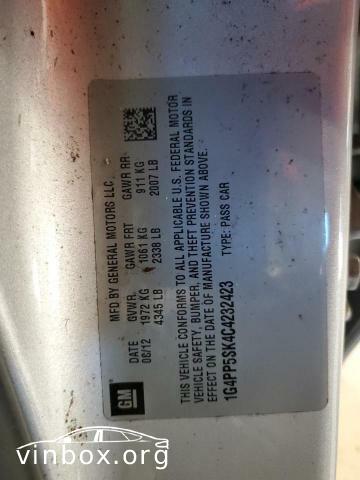 MFD BY GENERAL MOTORS LLC
DATE GVWR GAWR FRT GAWR RR
06/12 1972 KG 1061 KG 911 KG
4345 LB 2338 LB 2007 LB
THIS VEHICLE CONFORMS TO ALL APPLICABLE U.S. FEDERAL MOTOR
VEHICLE SAFETY, BUMPER, AND THEFT PREVENTION STANDARDS IN
EFFECT ON THE DATE OF MANUFACTURE SHOWN ABOVE.
1G4PP5SK4C4232423 TYPE: PASS CAR
GM
vinbox.org